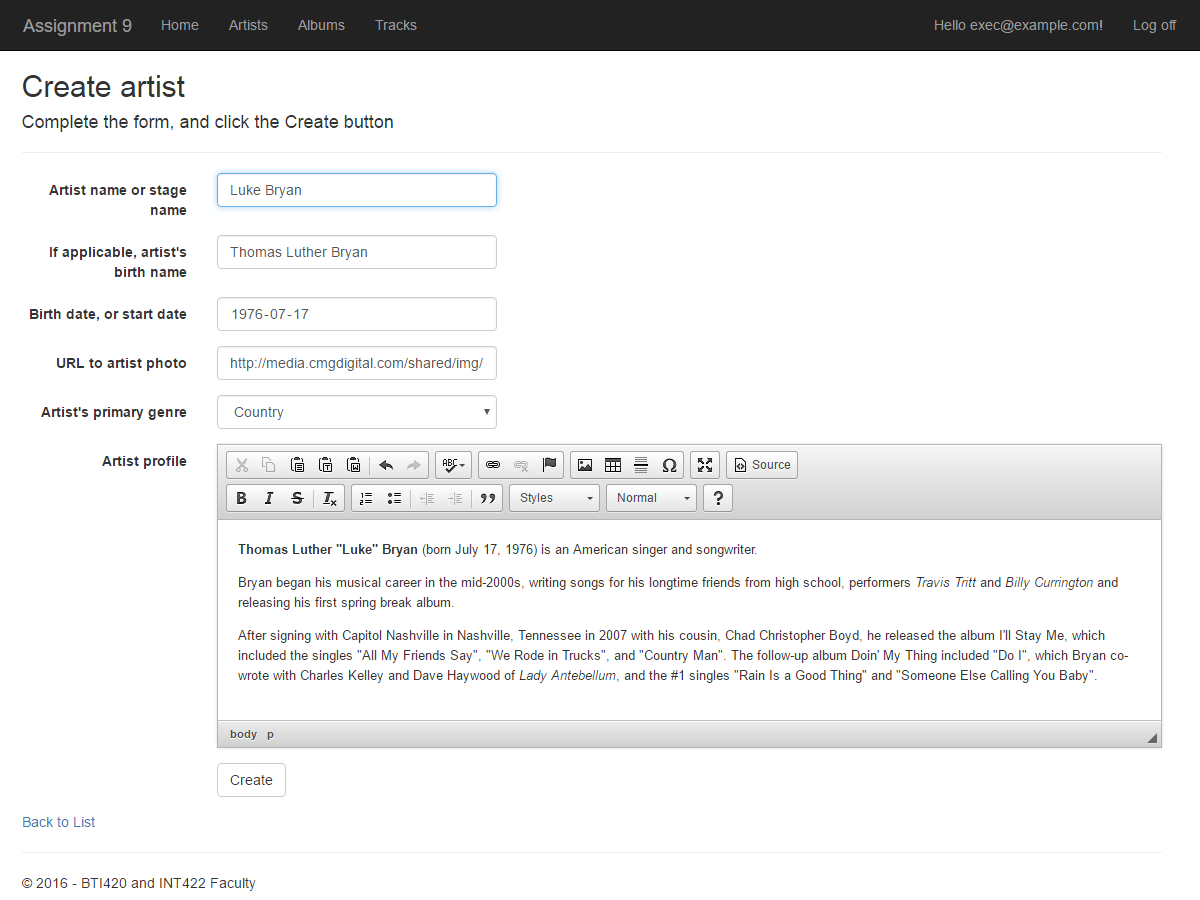 Assignment 9 Home Artists Albums Tracks Hello exec@example.com! Log off
Create artist
Complete the form, and click the Create button
Artist name or stage name
Luke Bryan
If applicable, artist's birth name
Thomas Luther Bryan
Birth date, or start date
1976-07-17
URL to artist photo
http://media.cmgdigital.com/shared/img/
Artist's primary genre
Country
Artist profile
ABC
Source
B I S Ix
Styles
Normal
?
Thomas Luther "Luke" Bryan (born July 17, 1976) is an American singer and songwriter.
Bryan began his musical career in the mid-2000s, writing songs for his longtime friends from high school, performers Travis Tritt and Billy Currington and
releasing his first spring break album.
After signing with Capitol Nashville in Nashville, Tennessee in 2007 with his cousin, Chad Christopher Boyd, he released the album I'll Stay Me, which
included the singles "All My Friends Say", "We Rode in Trucks", and "Country Man". The follow-up album Doin' My Thing included "Do I", which Bryan co-
wrote with Charles Kelley and Dave Haywood of Lady Antebellum, and the #1 singles "Rain Is a Good Thing" and "Someone Else Calling You Baby".
body p
Create
Back to List
© 2016 - BTI420 and INT422 Faculty